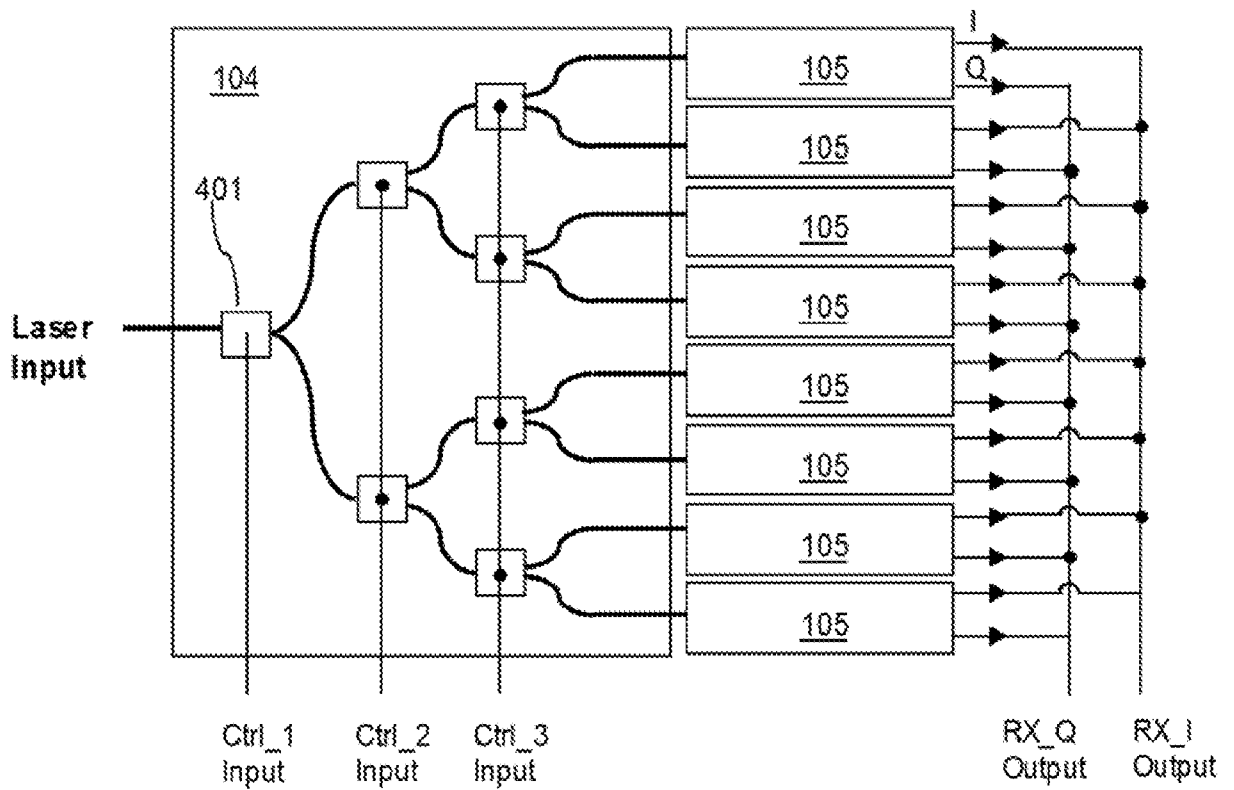 I
104
105
Q
105
401
105
105
Laser
Input
105
105
105
105
Ctrl_1
Input
Ctrl_2
Input
Ctrl_3
Input
RX_Q
Output
RX_I
Output